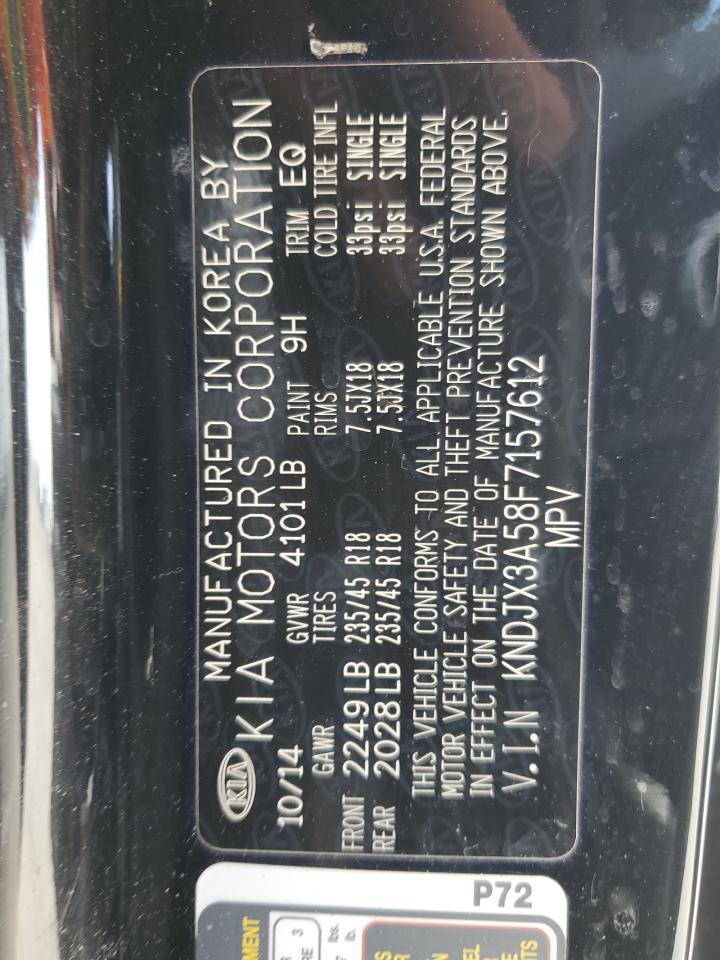 MANUFACTURED IN KOREA BY
KIA KIA MOTORS CORPORATION
10/14 GVWR 4101LB PAINT 9H TRIM EQ
GAWR TIRES RIMS COLD TIRE INFL
FRONT 2249LB 235/45 R18 7.5JX18 33psi SINGLE
REAR 2028LB 235/45 R18 7.5JX18 33psi SINGLE
THIS VEHICLE CONFORMS TO ALL APPLICABLE U.S.A. FEDERAL
MOTOR VEHICLE SAFETY AND THEFT PREVENTION STANDARDS
IN EFFECT ON THE DATE OF MANUFACTURE SHOWN ABOVE.
V.I.N KNDJX3A58F7157612
MPV
P72